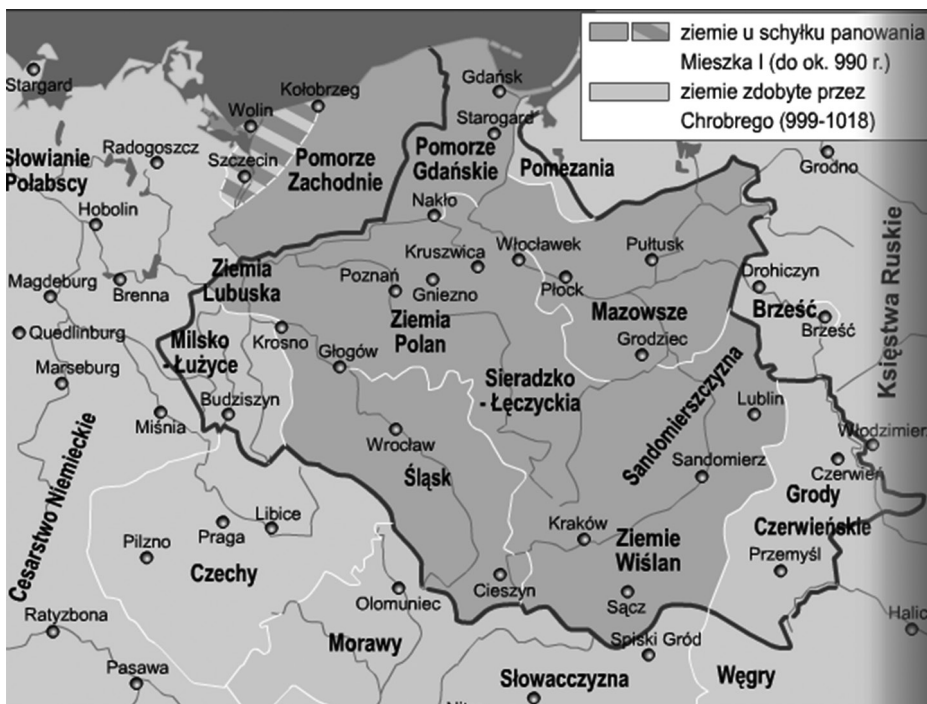 ziemie u schyłku panowania
Mieszka I (do ok. 990 r.)
ziemie zdobyte przez
Chrobrego (999-1018)
Stargard
Gdańsk
Kołobrzeg
Wolin
Starogard
Radogoszcz
Słowianie
Połabscy
Szczecin
Pomorze
Zachodnie
Pomorze
Gdańskie
Pomezania
Grodno
Hobolin
Nakło
Księstwa Ruskie
Kruszwica
Włocławek
Pułtusk
Magdeburg
Brenna
Ziemia
Lubuska
Poznań
Gniezno
Płock
Drohiczyn
Brześć
Brześć
Quedlinburg
Milsko
-Łużyce
Krosno
Ziemia
Polan
Mazowsze
Grodziec
Marseburg
Głogów
Sieradzko
-Łęczyckia
Sandomierszczyzna
Budziszyn
Miśnia
Lublin
Wrocław
Włodzimierz
Cesarstwo Niemieckie
Śląsk
Sandomierz
Czerwień
Grody
Czerwieńskie
Libice
Praga
Pilzno
Kraków
Ziemie
Wiślan
Przemyśl
Czechy
Cieszyn
Olomuniec
Sącz
Ratyzbona
Halic
Morawy
Spiski Gród
Pasawa
Słowacczyzna
Węgry